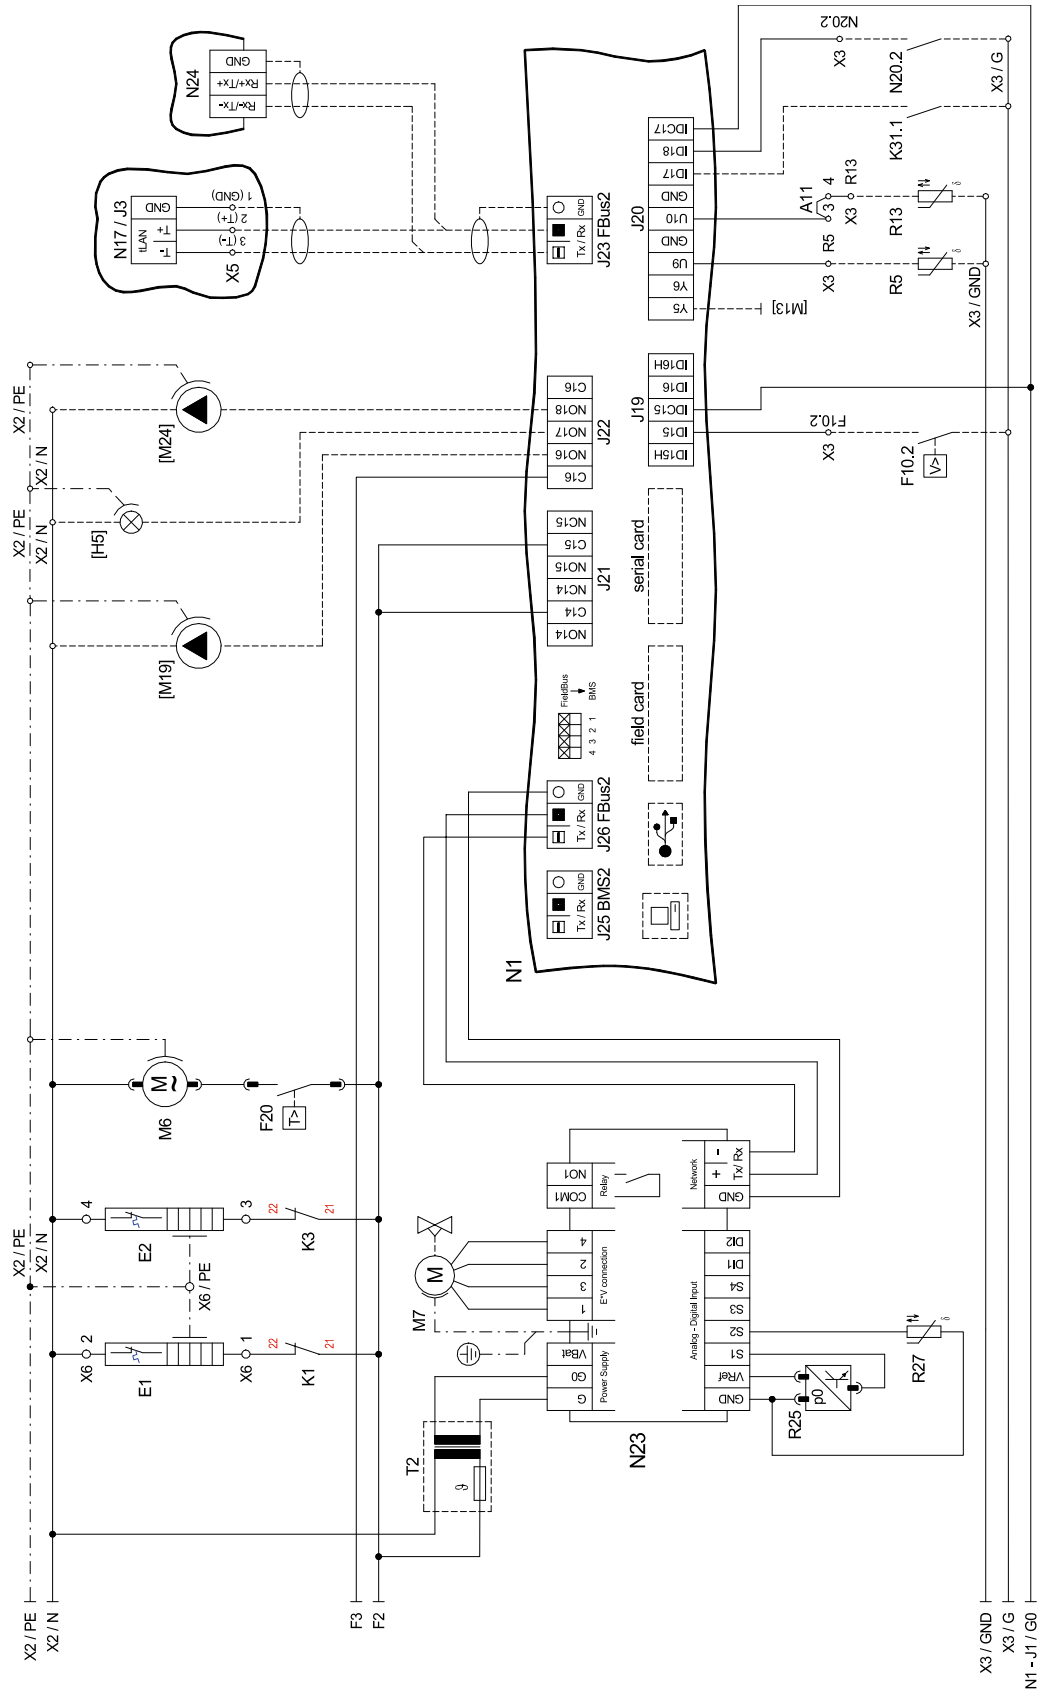 X2 / PE
X2 / N
F3
F2
X3 / GND
X3 / G
N1 - J1 / G0
T2
ϑ
X6
2
E1
X6
1
22
21
K1
X2 / PE
X2 / N
4
E2
X6 / PE
3
22
21
K3
M
~
M6
F20
T>
M7
M
N23
G
G0
VBat
Power Supply
1
3
2
4
E*V connection
COM1
NO1
Relay
GND
VRef
S1
S2
S3
S4
DI1
DI2
Analog - Digital Input
GND
+
-
Tx/ Rx
Network
R25
p0
R27
δ
N1
J25 BMS2
Tx / Rx
GND
J26 FBus2
Tx / Rx
GND
FieldBus
BMS
4 3 2 1
field card
serial card
J21
NO14
C14
NC14
NO15
C15
NC15
J22
C16
NO16
NO17
NO18
C16
[M19]
X2 / PE
X2 / N
[H5]
X2 / PE
X2 / N
[M24]
J23 FBus2
Tx / Rx
GND
N17 / J3
tLAN
T-
T+
GND
3 (T-)
2 (T+)
1 (GND)
X5
N24
Rx-/Tx-
Rx+/Tx+
GND
J19
ID15H
ID15
IDC15
ID16
ID16H
J20
Y5
Y6
U9
GND
U10
GND
ID17
ID18
IDC17
X3
F10.2
F10.2
V>
[M13]
X3
R5
R5
δ
X3 / GND
A11
3
4
X3
R13
R13
δ
K31.1
X3
N20.2
N20.2
X3 / G